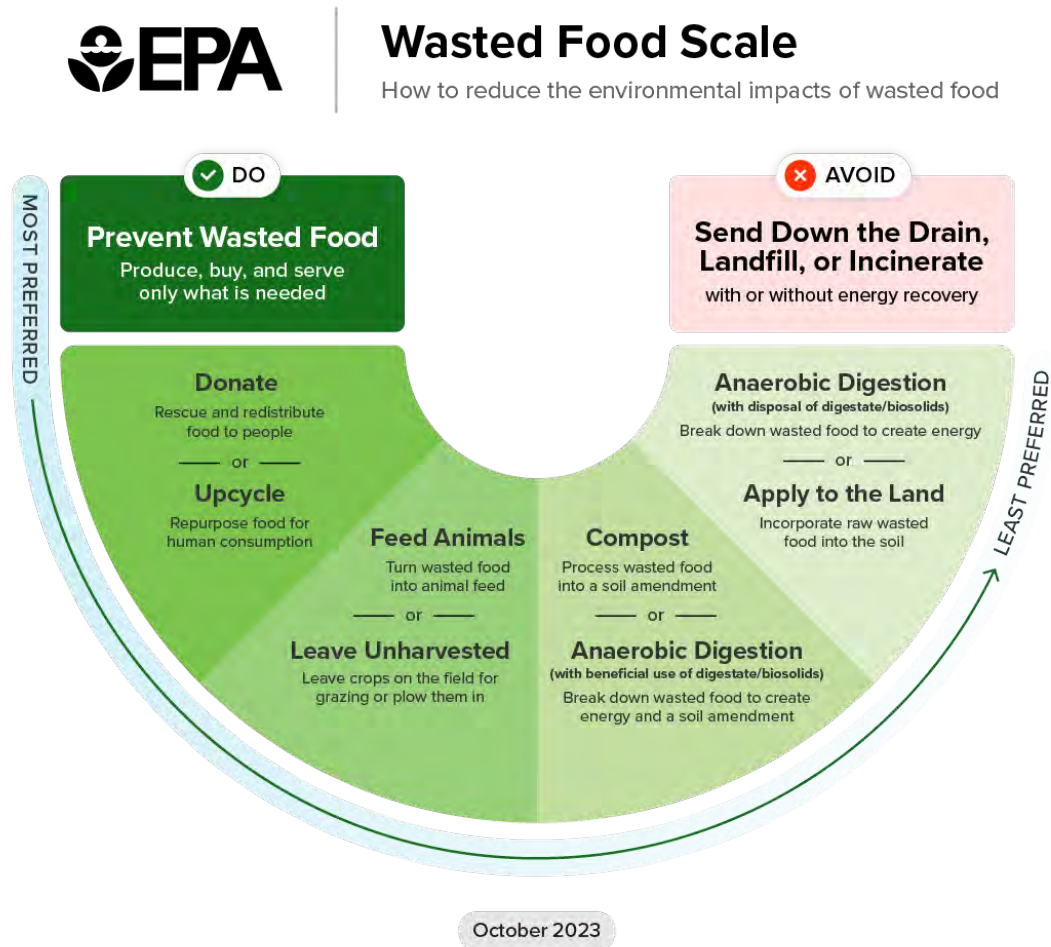 EPA
Wasted Food Scale
How to reduce the environmental impacts of wasted food
MOST PREFERRED
DO
Prevent Wasted Food
Produce, buy, and serve
only what is needed
Donate
Rescue and redistribute
food to people
or
Upcycle
Repurpose food for
human consumption
Feed Animals
Turn wasted food
into animal feed
or
Leave Unharvested
Leave crops on the field for
grazing or plow them in
Compost
Process wasted food
into a soil amendment
or
Anaerobic Digestion
(with beneficial use of digestate/biosolids)
Break down wasted food to create
energy and a soil amendment
Anaerobic Digestion
(with disposal of digestate/biosolids)
Break down wasted food to create energy
or
Apply to the Land
Incorporate raw wasted
food into the soil
AVOID
Send Down the Drain,
Landfill, or Incinerate
with or without energy recovery
LEAST PREFERRED
October 2023